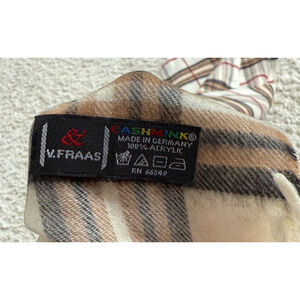 &
V. FRAAS
CASHMINK®
MADE IN GERMANY
100% ACRYLIC
RN 66349